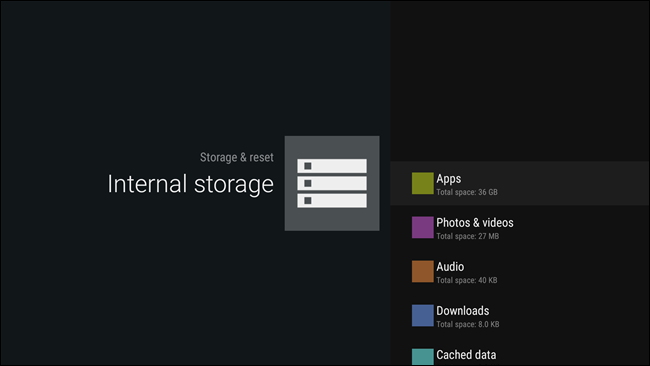 Storage & reset
Internal storage
Apps
Total space: 36 GB
Photos & videos
Total space: 27 MB
Audio
Total space: 40 KB
Downloads
Total space: 8.0 KB
Cached data